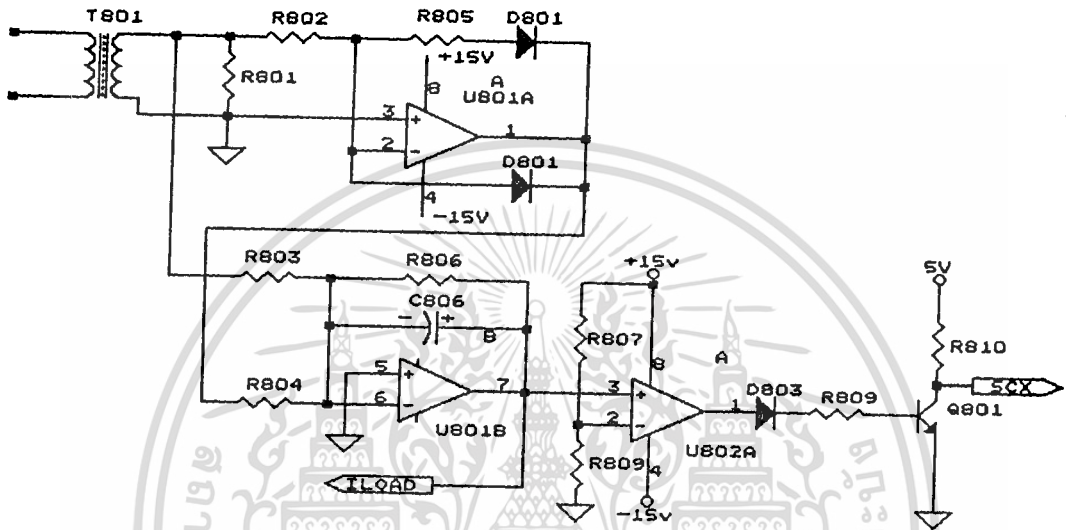 T801
R802
R805
D801
+15V
R801
A
U801A
8
3
+
1
2
-
D801
4
-15V
R803
R806
+15v
5V
C806
-
+
8
R807
8
A
R810
R804
5
+
7
6
-
3
+
1
D803
R809
SCX
2
-
Q801
U801B
R809
4
U802A
ILOAD
-15v